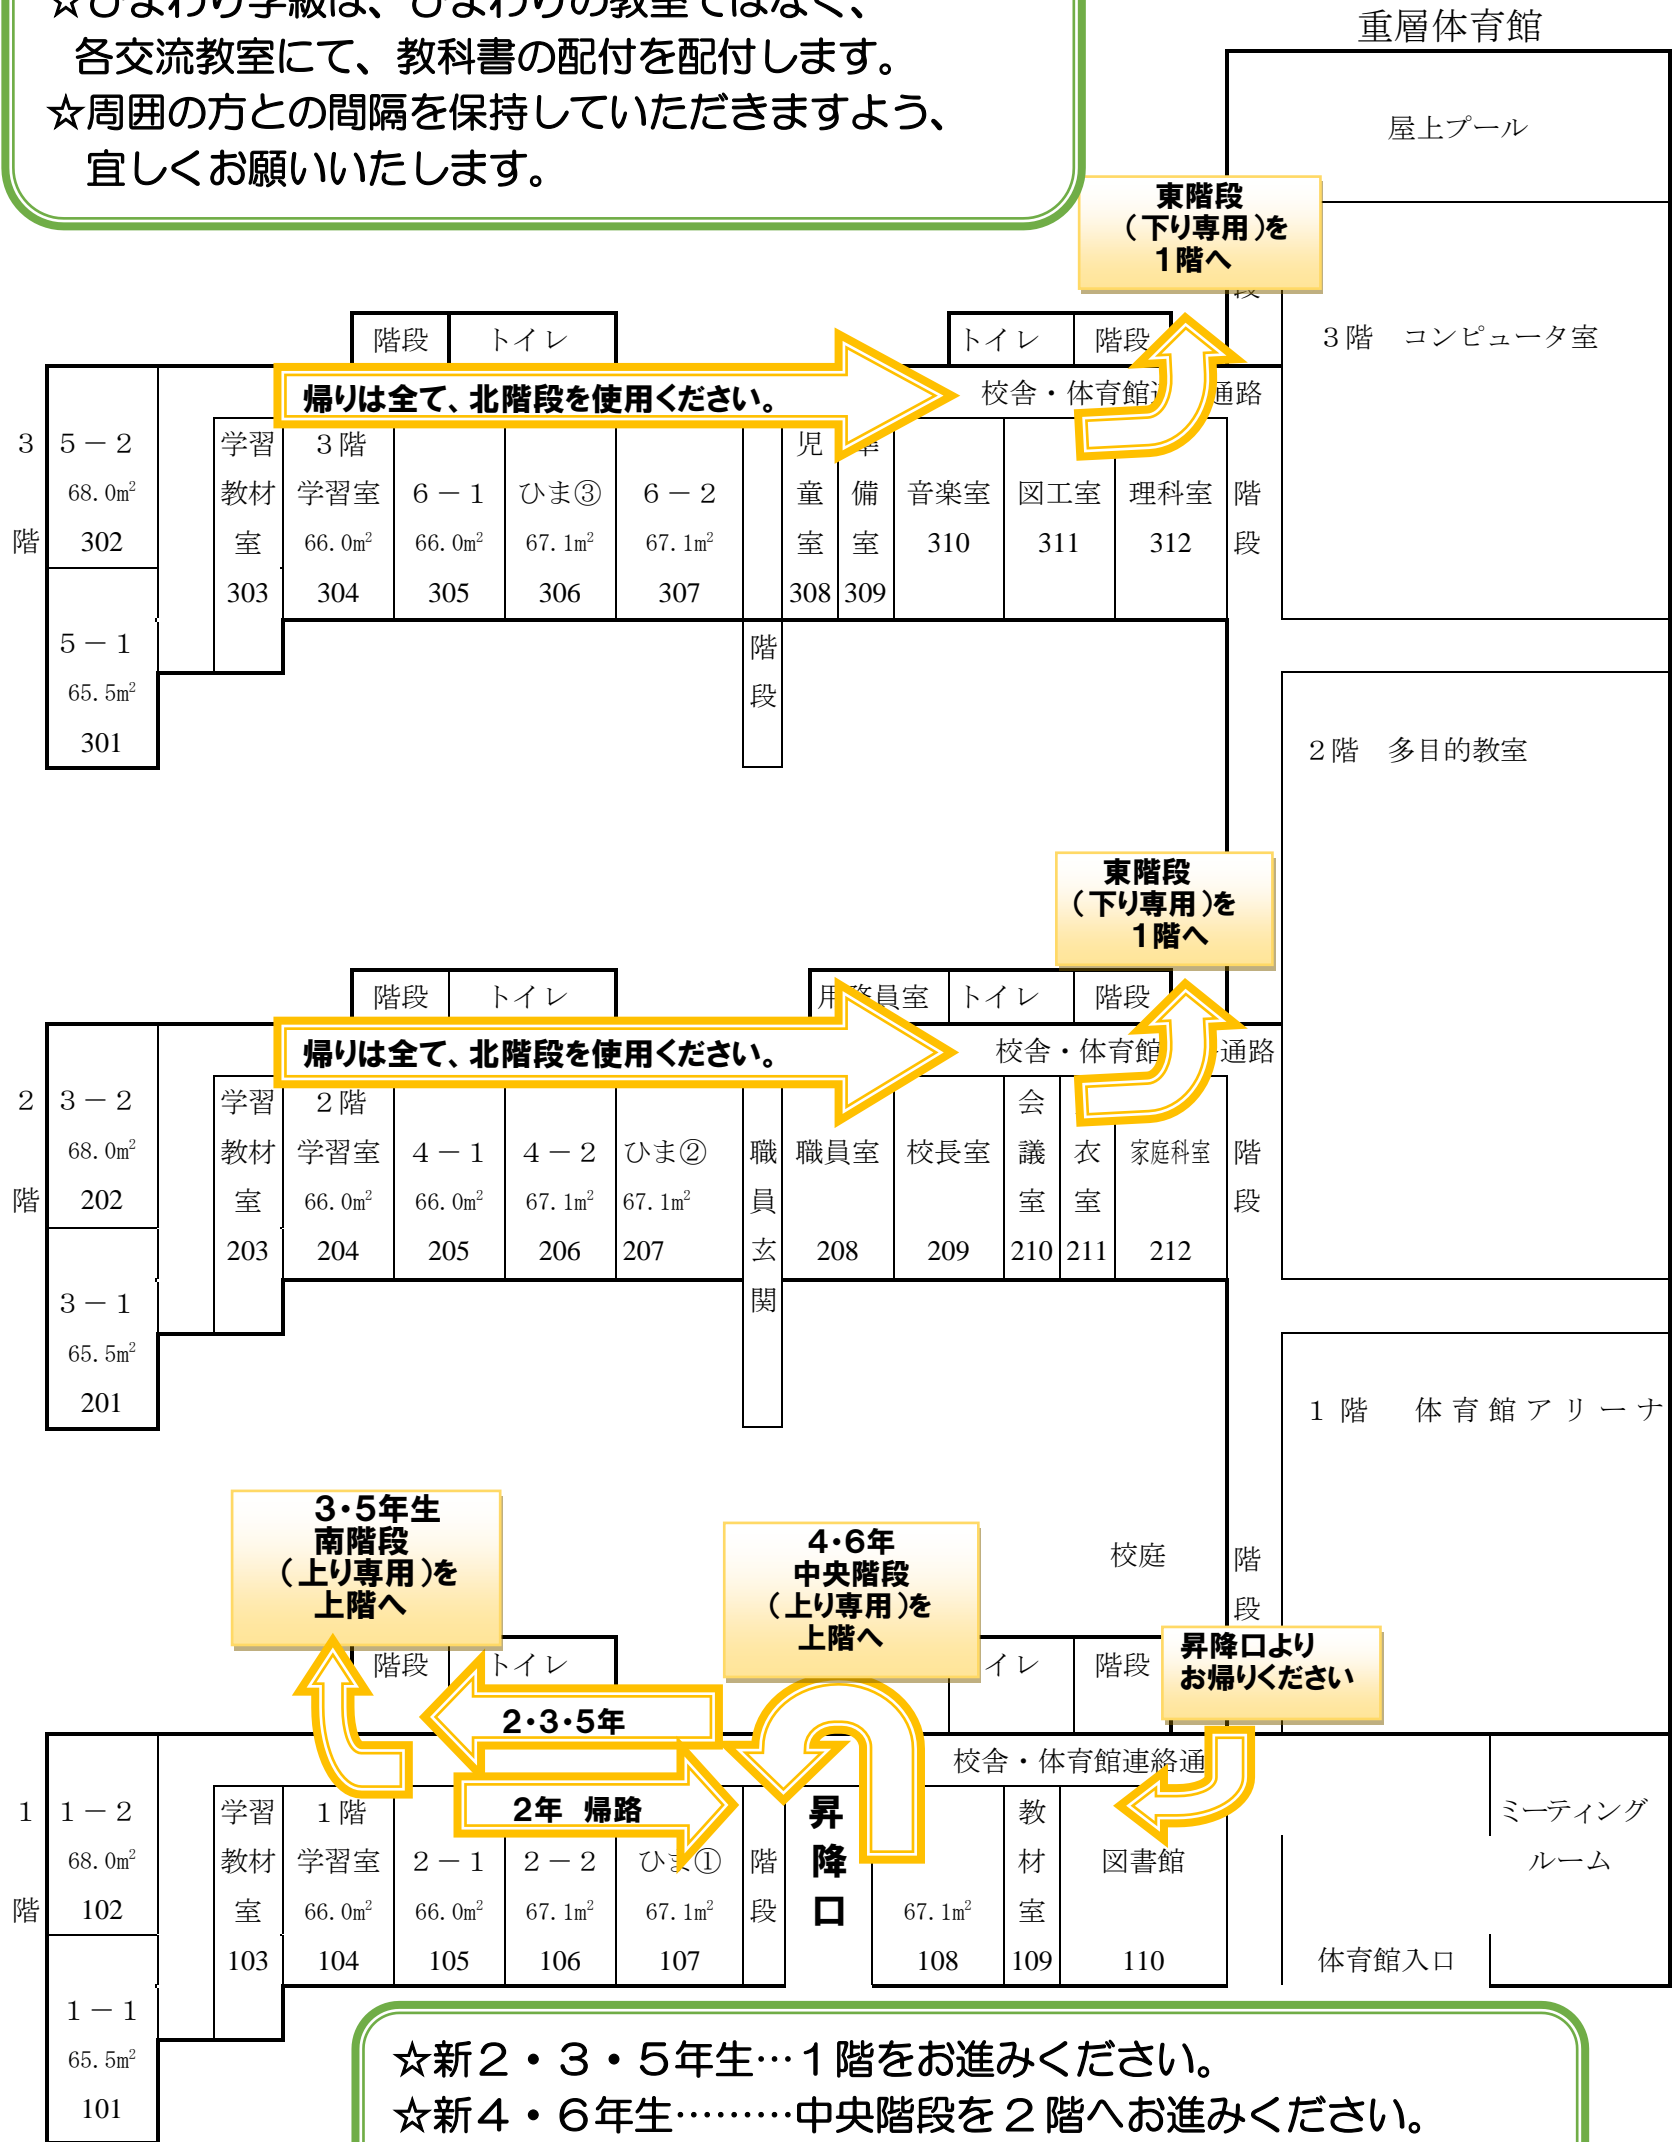 ☆ひまわり学級は、ひまわりの教室ではなく、
各交流教室にて、教科書の配付を配付します。
☆周囲の方との間隔を保持していただきますよう、
宜しくお願いいたします。
重層体育館
屋上プール
東階段
（下り専用）を
1階へ
段
階段
トイレ
トイレ
階段
3階 コンピュータ室
帰りは全て、北階段を使用ください。
校舎・体育館連
通路
3
階
5－2
68.0m²
302
5－1
65.5m²
301
学習
教材
室
303
3階
学習室
66.0m²
304
6－1
66.0m²
305
ひま③
67.1m²
306
6－2
67.1m²
307
階
段
児
童
室
308
準
備
室
309
音楽室
310
図工室
311
理科室
312
階
段
2階 多目的教室
東階段
（下り専用）を
1階へ
階段
トイレ
用務員室
トイレ
階段
帰りは全て、北階段を使用ください。
校舎・体育館
通路
2
階
3－2
68.0m²
202
3－1
65.5m²
201
学習
教材
室
203
2階
学習室
66.0m²
204
4－1
66.0m²
205
4－2
67.1m²
206
ひま②
67.1m²
207
職
員
玄
関
職員室
208
校長室
209
会
議
室
210
衣
室
211
家庭科室
212
階
段
1階 体育館アリーナ
3・5年生
南階段
（上り専用）を
上階へ
4・6年
中央階段
（上り専用）を
上階へ
校庭
階
段
昇降口より
お帰りください
階段
トイレ
イレ
階段
2・3・5年
校舎・体育館連絡通
2年 帰路
1
階
1－2
68.0m²
102
1－1
65.5m²
101
学習
教材
室
103
1階
学習室
66.0m²
104
2－1
66.0m²
105
2－2
67.1m²
106
ひま①
67.1m²
107
階
段
昇
降
口
67.1m²
108
教
材
室
109
図書館
110
体育館入口
ミーティング
ルーム
☆新2・3・5年生…1階をお進みください。
☆新4・6年生………中央階段を2階へお進みください。